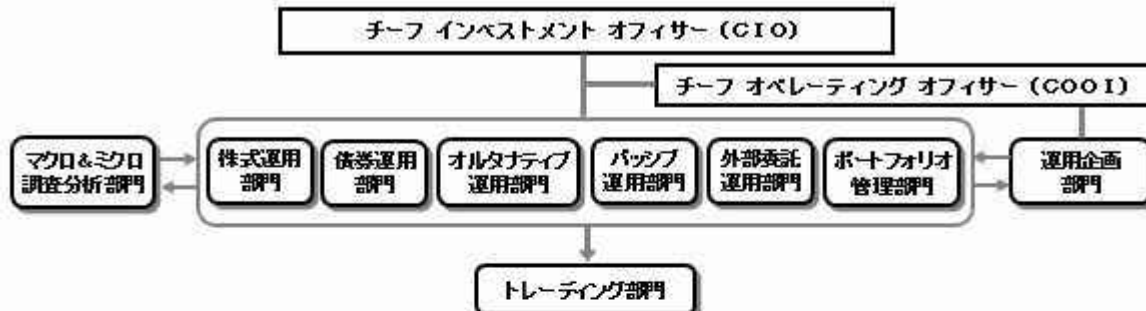 チーフ インベストメント オフィサー (CIO)
チーフ オペレーティング オフィサー (COOI)
マクロ&ミクロ
調査分析部門
株式運用
部門
債券運用
部門
オルタナティブ
運用部門
パッシブ
運用部門
外部委託
運用部門
ポートフォリオ
管理部門
運用企画
部門
トレーディング部門